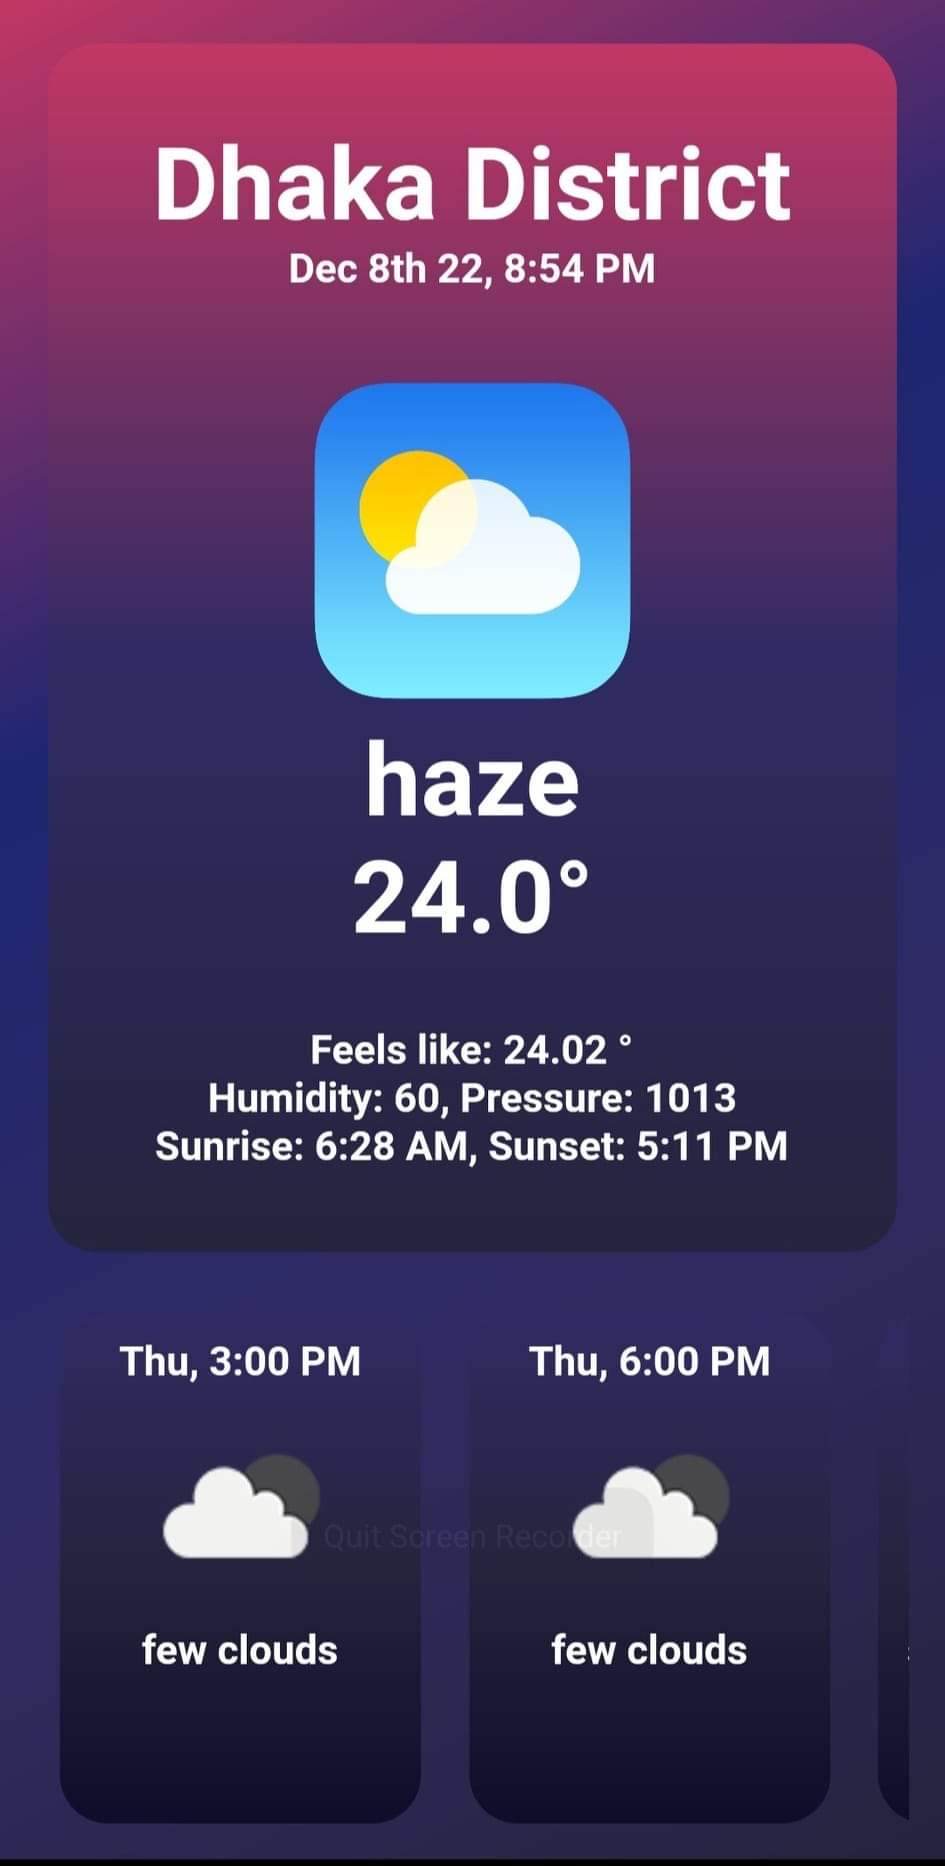 Dhaka District
Dec 8th 22, 8:54 PM
haze
24.0°
Feels like: 24.02 °
Humidity: 60, Pressure: 1013
Sunrise: 6:28 AM, Sunset: 5:11 PM
Thu, 3:00 PM
Thu, 6:00 PM
Quit Screen Recorder
few clouds
few clouds